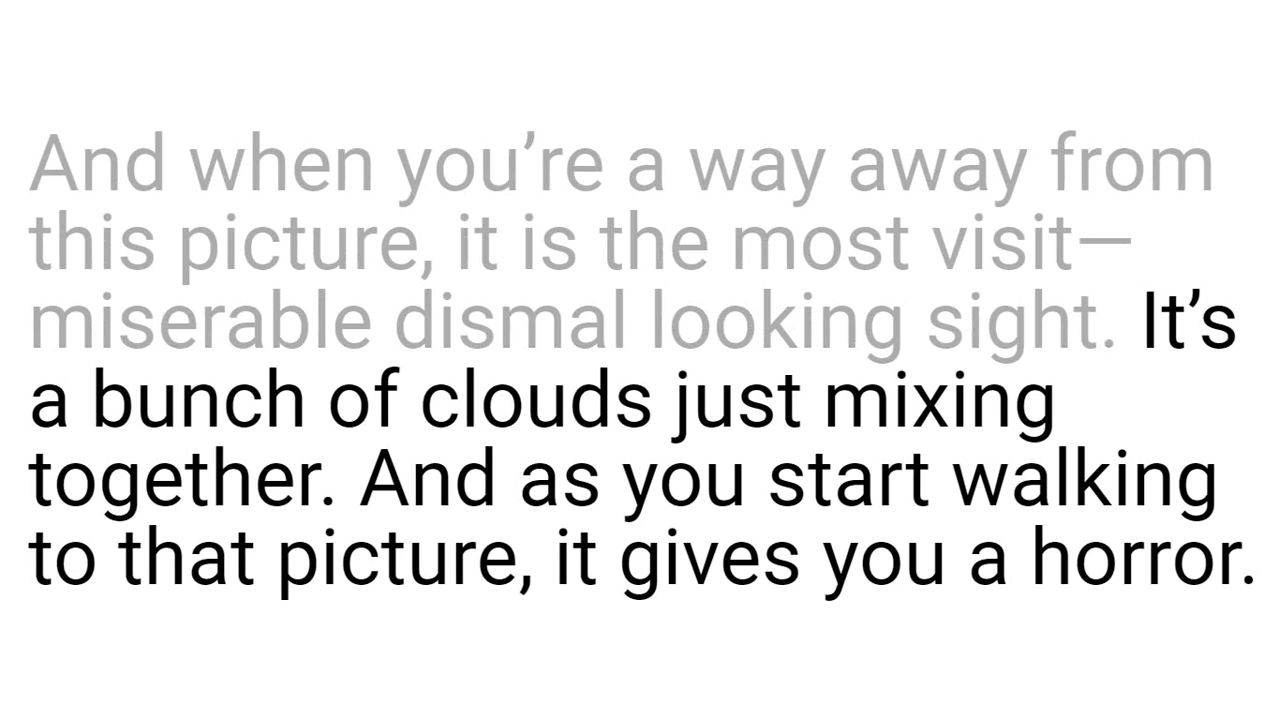 And when you’re a way away from
this picture, it is the most visit—
miserable dismal looking sight. It’s
a bunch of clouds just mixing
together. And as you start walking
to that picture, it gives you a horror.